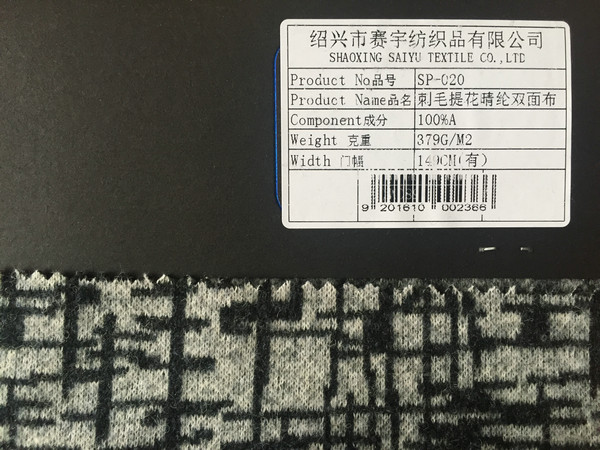 绍兴市赛宇纺织品有限公司
SHAOXING SAIYU TEXTILE CO.,LTD
Product No品号 SP-020
Product Name品名 刺毛提花晴纶双面布
Component成分 100%A
Weight 克重 379G/M2
Width 门幅 149CM(有)
9 201610 002366